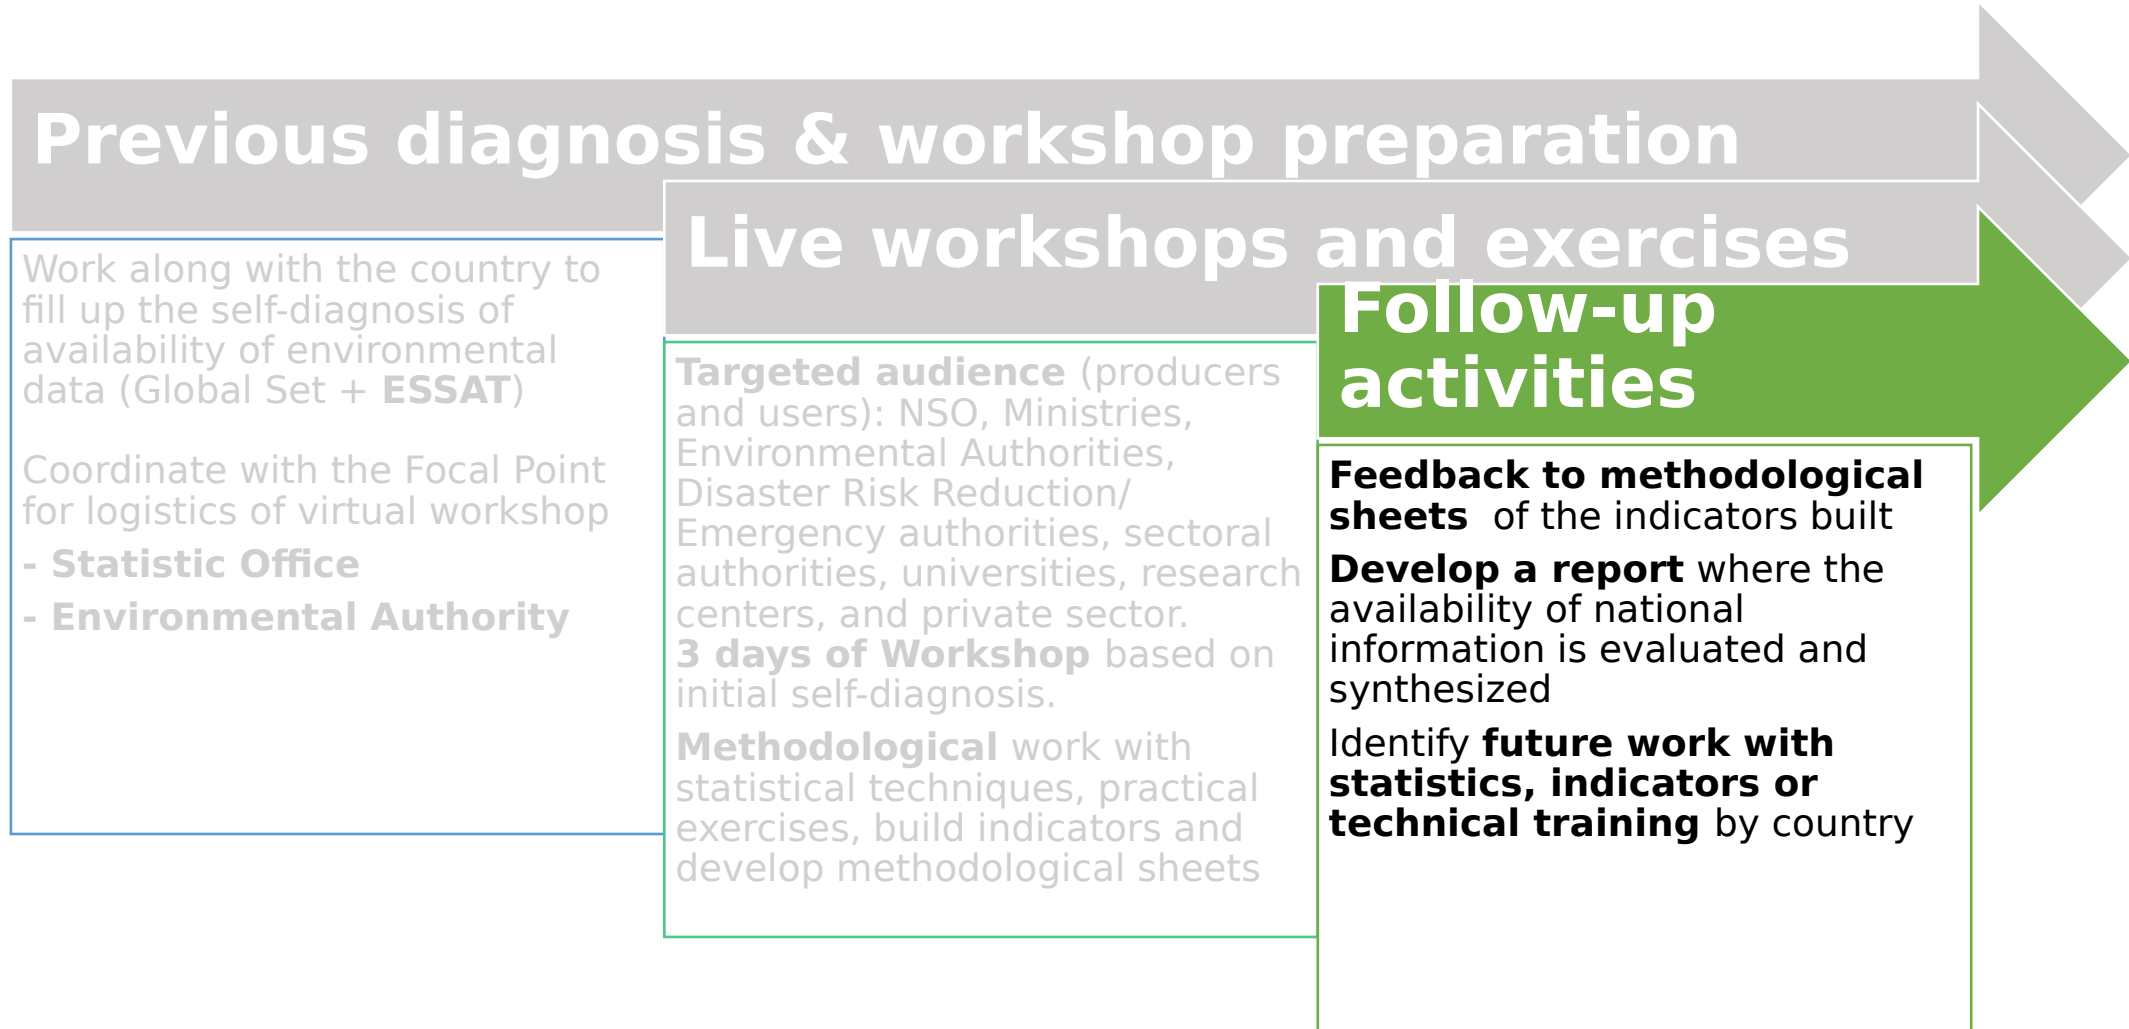 Previous diagnosis & workshop preparation
Work along with the country to
fill up the self-diagnosis of
availability of environmental
data (Global Set + ESSAT)
Coordinate with the Focal Point
for logistics of virtual workshop
- Statistic Office
- Environmental Authority
Live workshops and exercises
Targeted audience (producers
and users): NSO, Ministries,
Environmental Authorities,
Disaster Risk Reduction/
Emergency authorities, sectoral
authorities, universities, research
centers, and private sector.
3 days of Workshop based on
initial self-diagnosis.
Methodological work with
statistical techniques, practical
exercises, build indicators and
develop methodological sheets
Follow-up
activities
Feedback to methodological
sheets of the indicators built
Develop a report where the
availability of national
information is evaluated and
synthesized
Identify future work with
statistics, indicators or
technical training by country